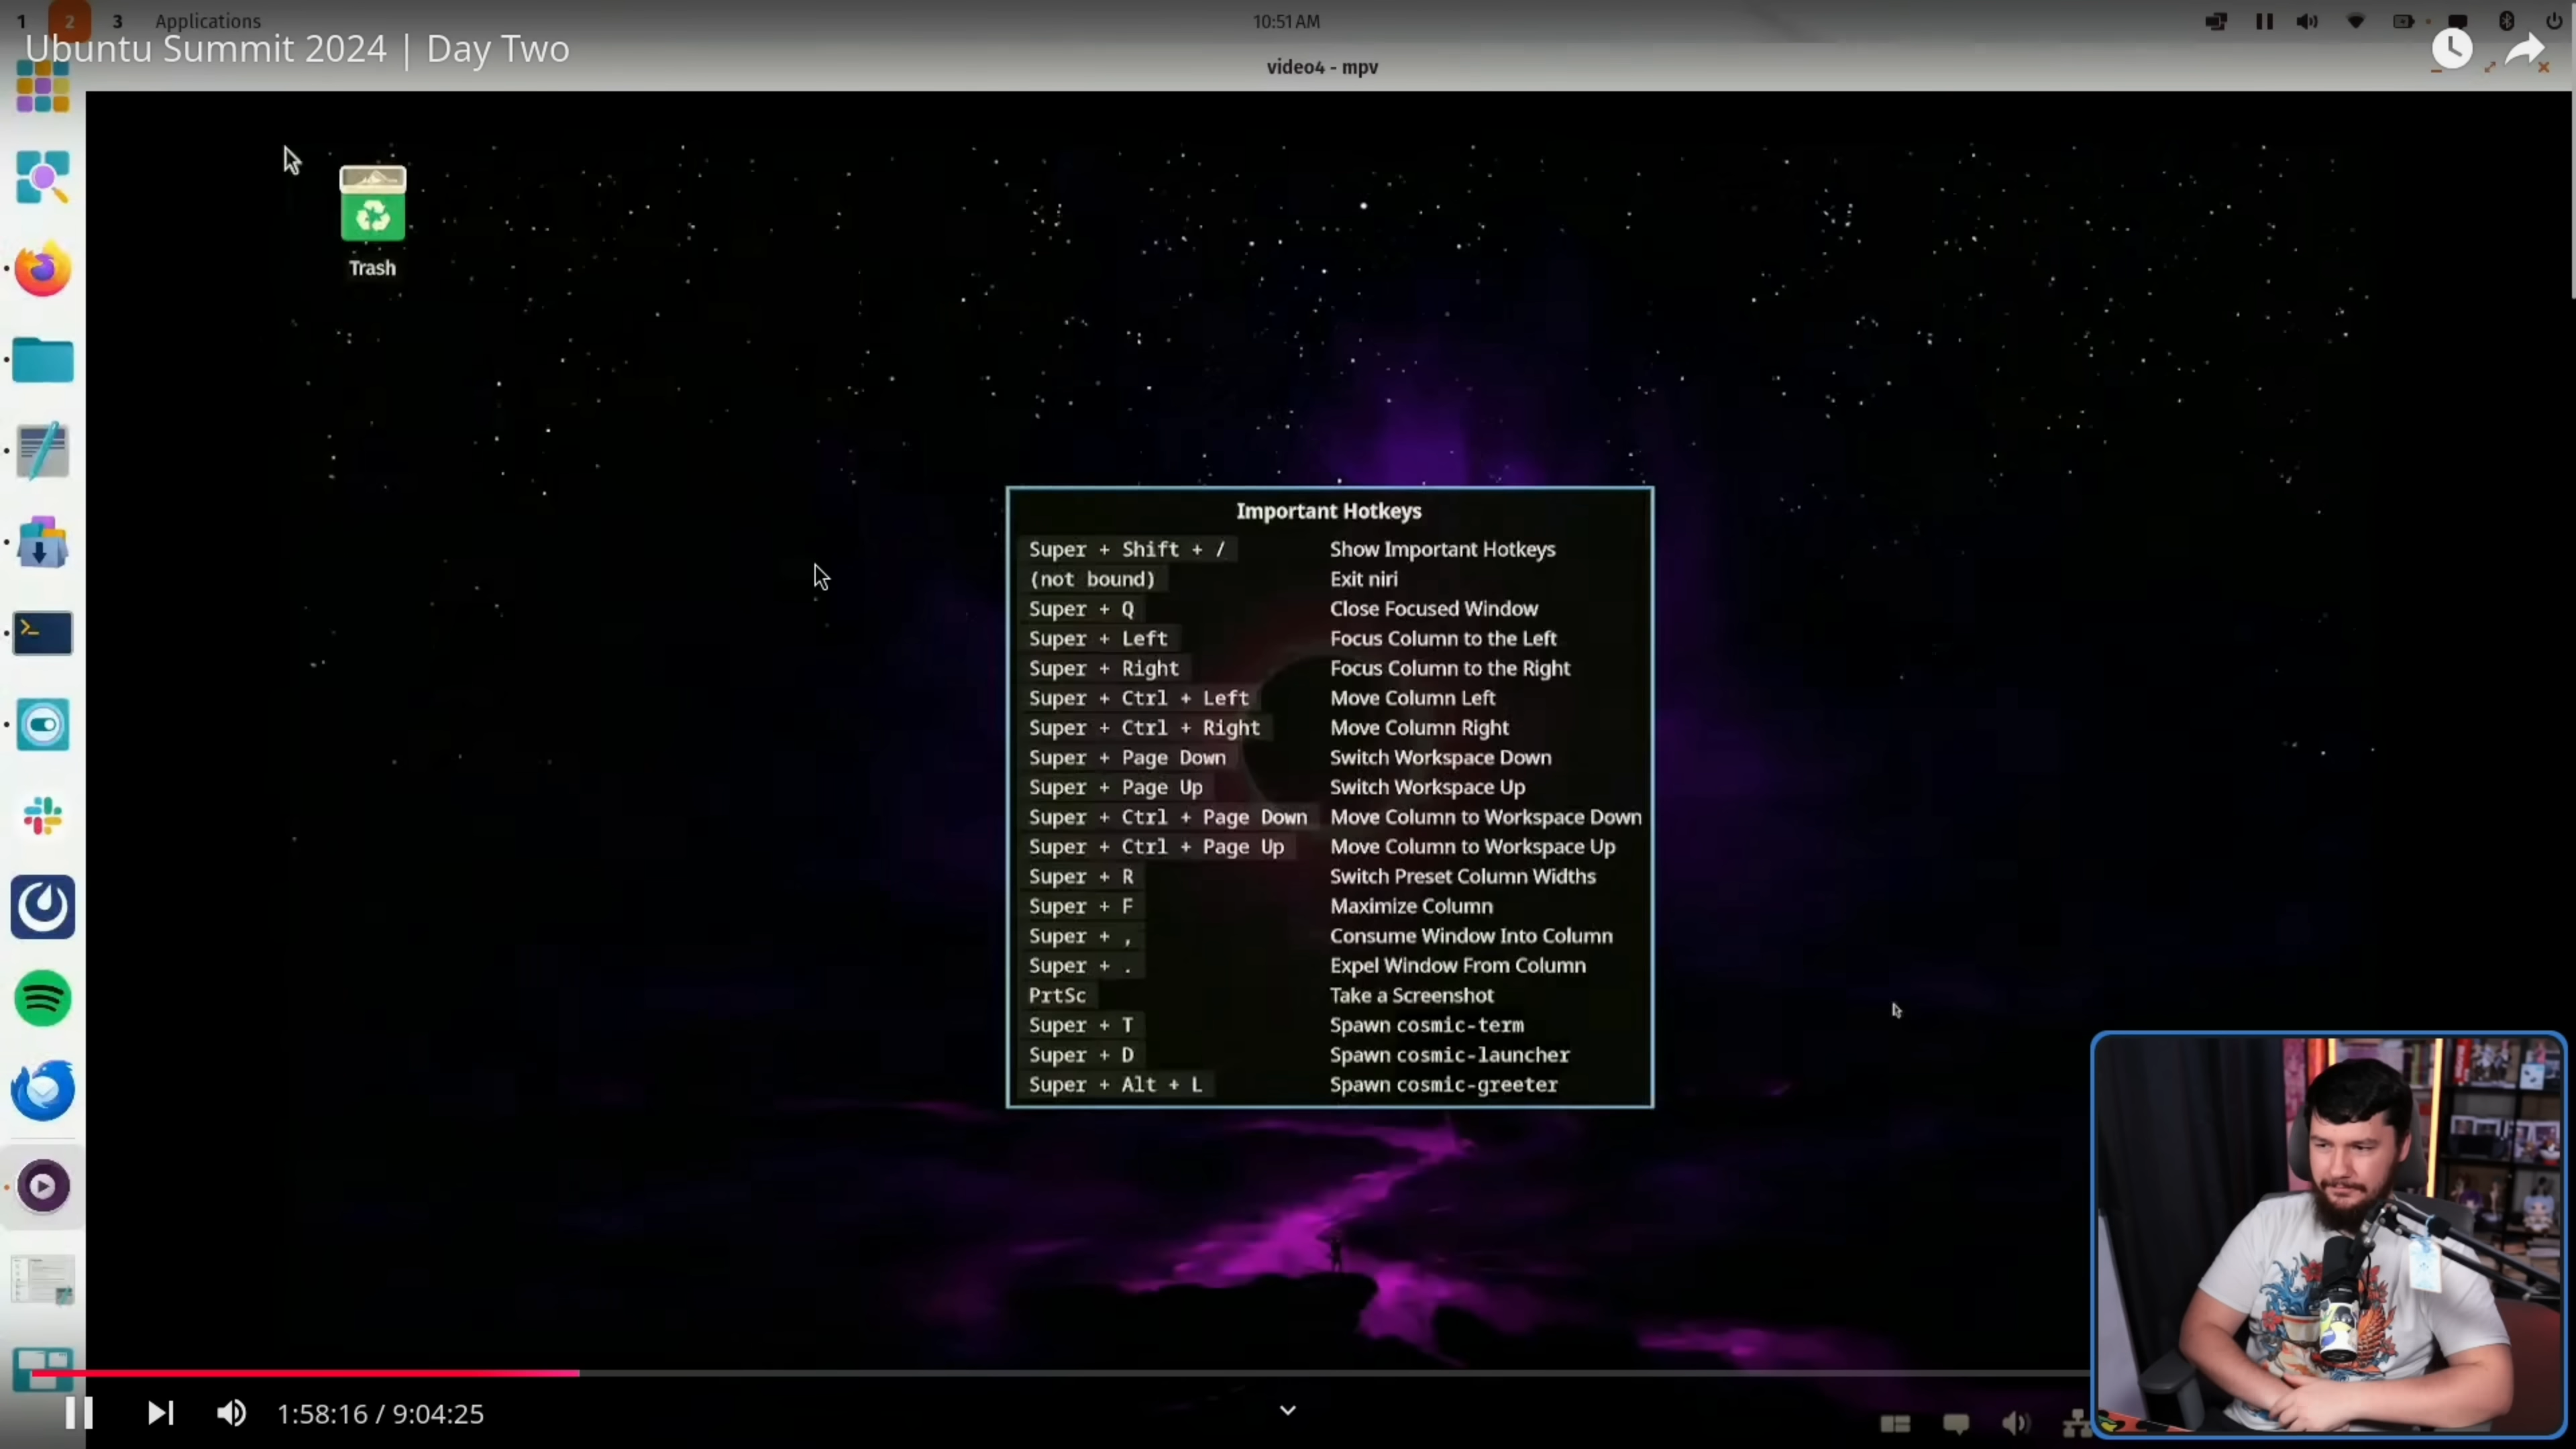 1 2 3 Applications 10:51 AM
Ubuntu Summit 2024 | Day Two
video4 - mpv
Trash
Important Hotkeys
Super + Shift + / Show Important Hotkeys
(not bound) Exit niri
Super + Q Close Focused Window
Super + Left Focus Column to the Left
Super + Right Focus Column to the Right
Super + Ctrl + Left Move Column Left
Super + Ctrl + Right Move Column Right
Super + Page Down Switch Workspace Down
Super + Page Up Switch Workspace Up
Super + Ctrl + Page Down Move Column to Workspace Down
Super + Ctrl + Page Up Move Column to Workspace Up
Super + R Switch Preset Column Widths
Super + F Maximize Column
Super + , Consume Window Into Column
Super + . Expel Window From Column
PrtSc Take a Screenshot
Super + T Spawn cosmic-term
Super + D Spawn cosmic-launcher
Super + Alt + L Spawn cosmic-greeter
1:58:16 / 9:04:25